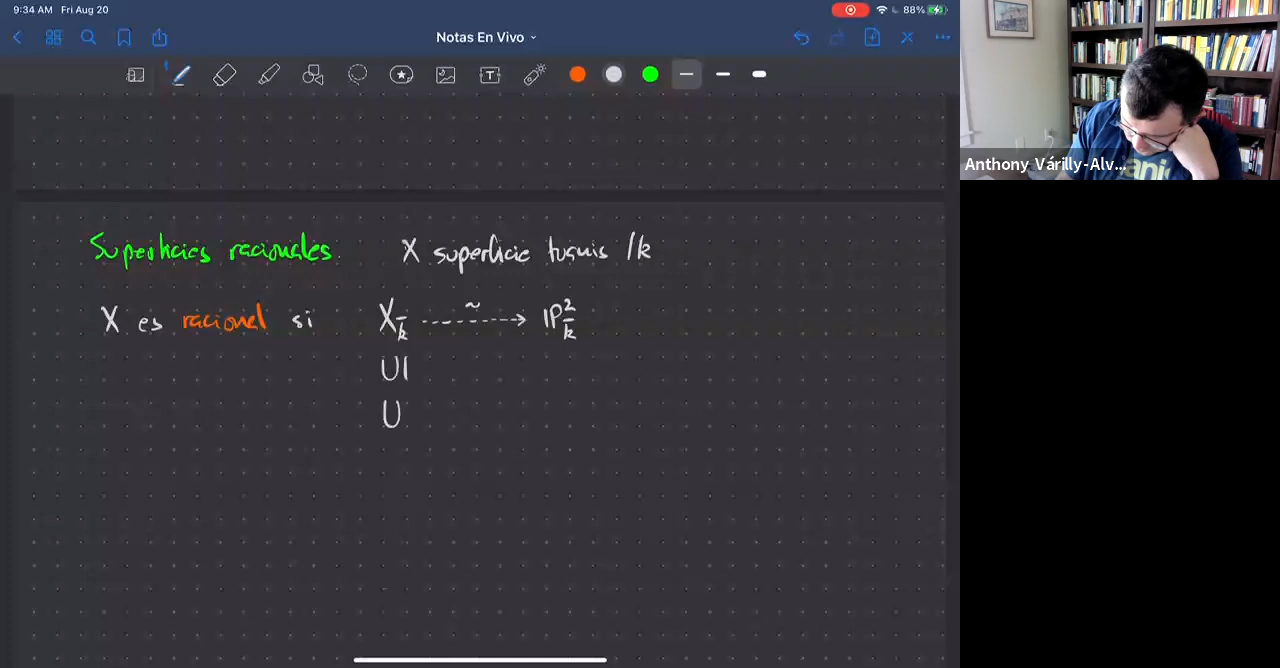 9:34 AM Fri Aug 20
88%
Notas En Vivo
Anthony Várilly-Alv...
Superficies racionales. X superficie tuanis /k
X es racional si X_k̄ ⇢ ~ ℙ²_k̄
U|
U